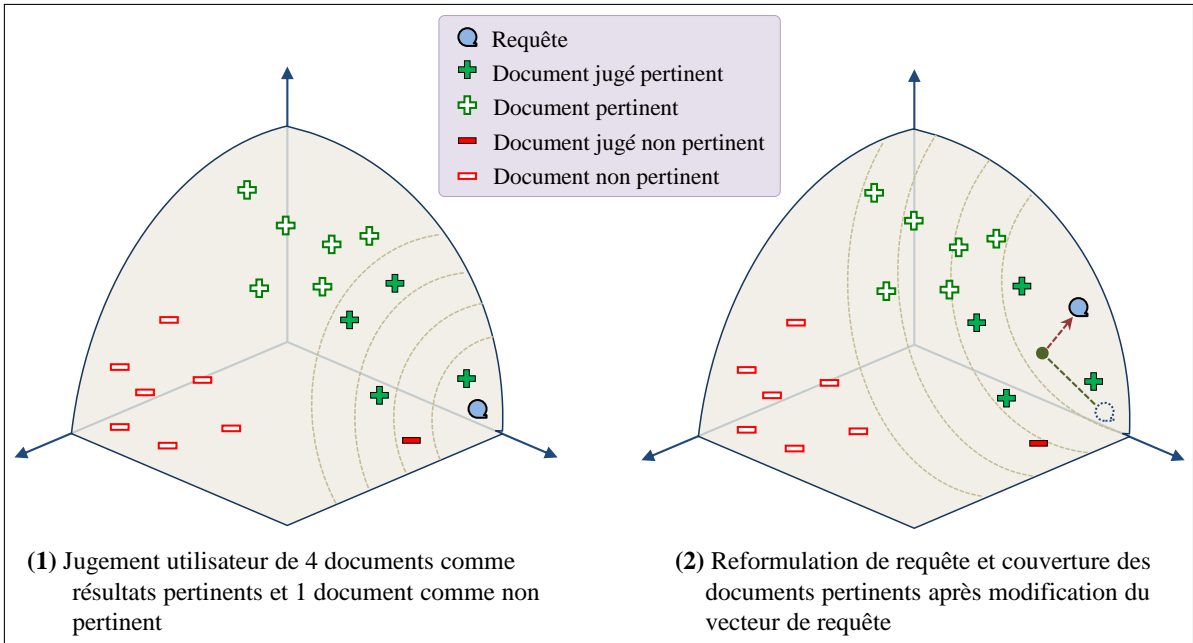 Requête
Document jugé pertinent
Document pertinent
Document jugé non pertinent
Document non pertinent
(1) Jugement utilisateur de 4 documents comme
résultats pertinents et 1 document comme non
pertinent
(2) Reformulation de requête et couverture des
documents pertinents après modification du
vecteur de requête